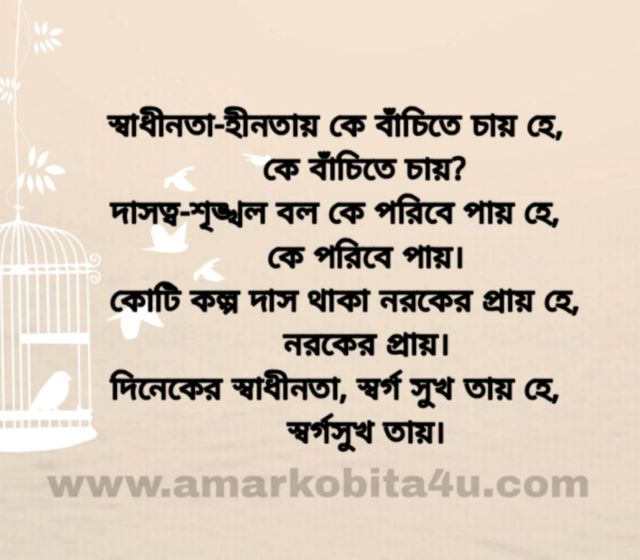 স্বাধীনতা-হীনতায় কে বাঁচিতে চায় হে,
কে বাঁচিতে চায়?
দাসত্ব-শৃঙ্খল বল কে পরিবে পায় হে,
কে পরিবে পায়।
কোটি কল্প দাস থাকা নরকের প্রায় হে,
নরকের প্রায়।
দিনেকের স্বাধীনতা, স্বর্গ সুখ তায় হে,
স্বর্গসুখ তায়।
www.amarkobita4u.com